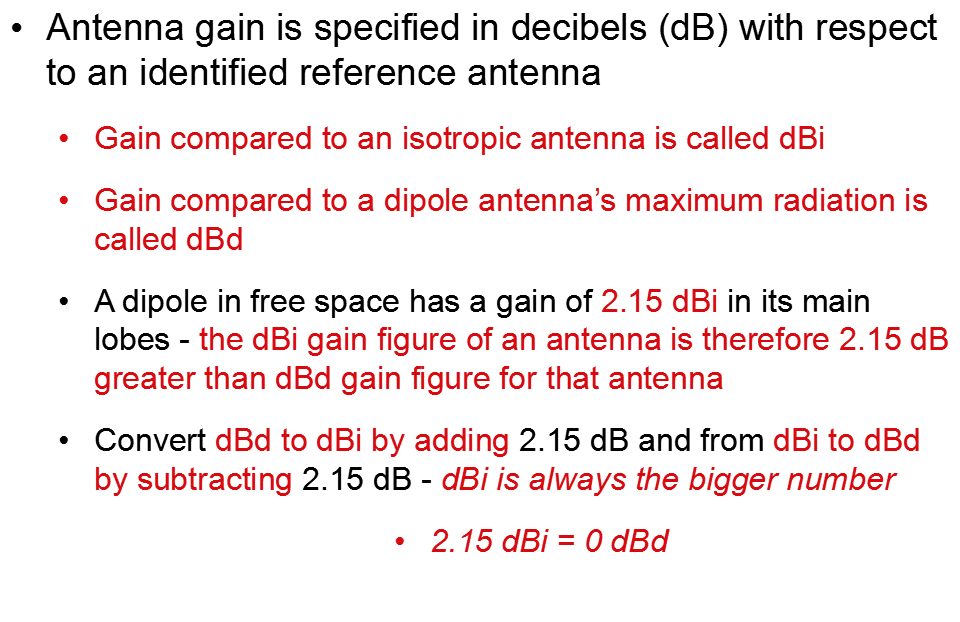 • Antenna gain is specified in decibels (dB) with respect
to an identified reference antenna
• Gain compared to an isotropic antenna is called dBi
• Gain compared to a dipole antenna’s maximum radiation is
called dBd
• A dipole in free space has a gain of 2.15 dBi in its main
lobes - the dBi gain figure of an antenna is therefore 2.15 dB
greater than dBd gain figure for that antenna
• Convert dBd to dBi by adding 2.15 dB and from dBi to dBd
by subtracting 2.15 dB - dBi is always the bigger number
• 2.15 dBi = 0 dBd